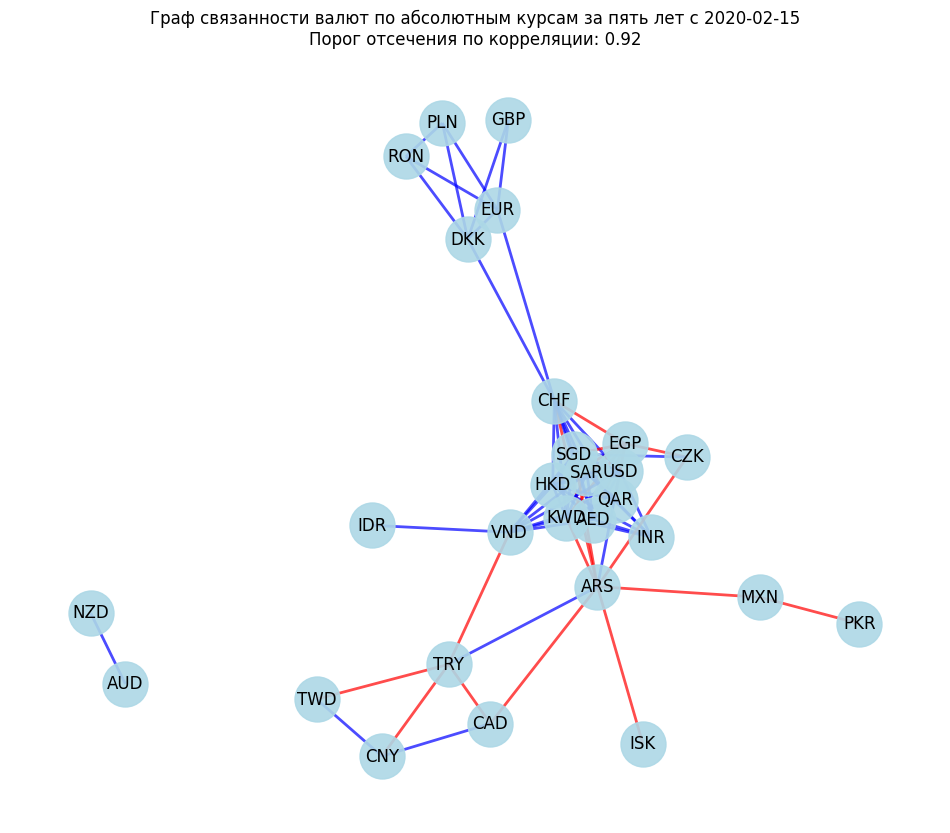 Граф связанности валют по абсолютным курсам за пять лет с 2020-02-15
Порог отсечения по корреляции: 0.92
PLN
GBP
RON
EUR
DKK
CHF
EGP
SGD
CZK
SAR
USD
HKD
QAR
KWD
AED
IDR
VND
INR
ARS
MXN
NZD
PKR
TRY
AUD
TWD
CAD
ISK
CNY